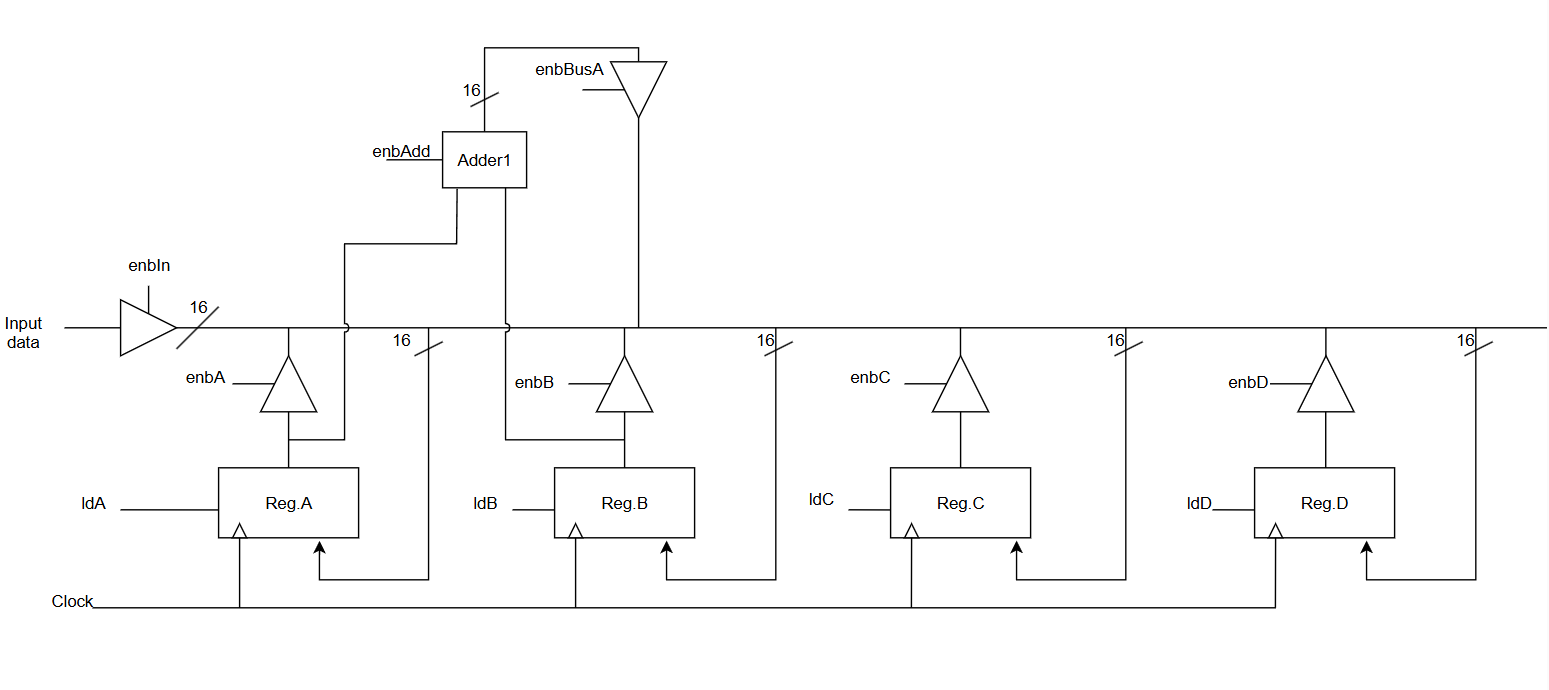 enbBusA
16
enbAdd
Adder1
enbIn
16
Input
data
16
16
16
16
enbA
enbB
enbC
enbD
ldA
Reg.A
ldB
Reg.B
ldC
Reg.C
ldD
Reg.D
Clock